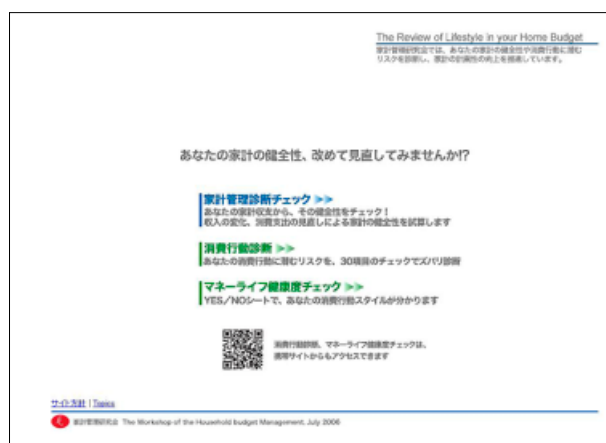 The Review of Lifestyle in your Home Budget
家計管理研究会では、あなたの家計の健全性や消費行動に潜む
リスクを診断し、家計の計画性の向上を推進しています。
あなたの家計の健全性、改めて見直してみませんか!?
家計管理診断チェック >>
あなたの家計収支から、その健全性をチェック！
収入の変化、消費支出の見直しによる家計の健全性を試算します
消費行動診断 >>
あなたの消費行動に潜むリスクを、30項目のチェックでズバリ診断
マネーライフ健康度チェック >>
YES／NOシートで、あなたの消費行動スタイルが分かります
消費行動診断、マネーライフ健康度チェックは、
携帯サイトからもアクセスできます
サイト方針 | Topics
家計管理研究会 The Workshop of the Household budget Management, July 2006